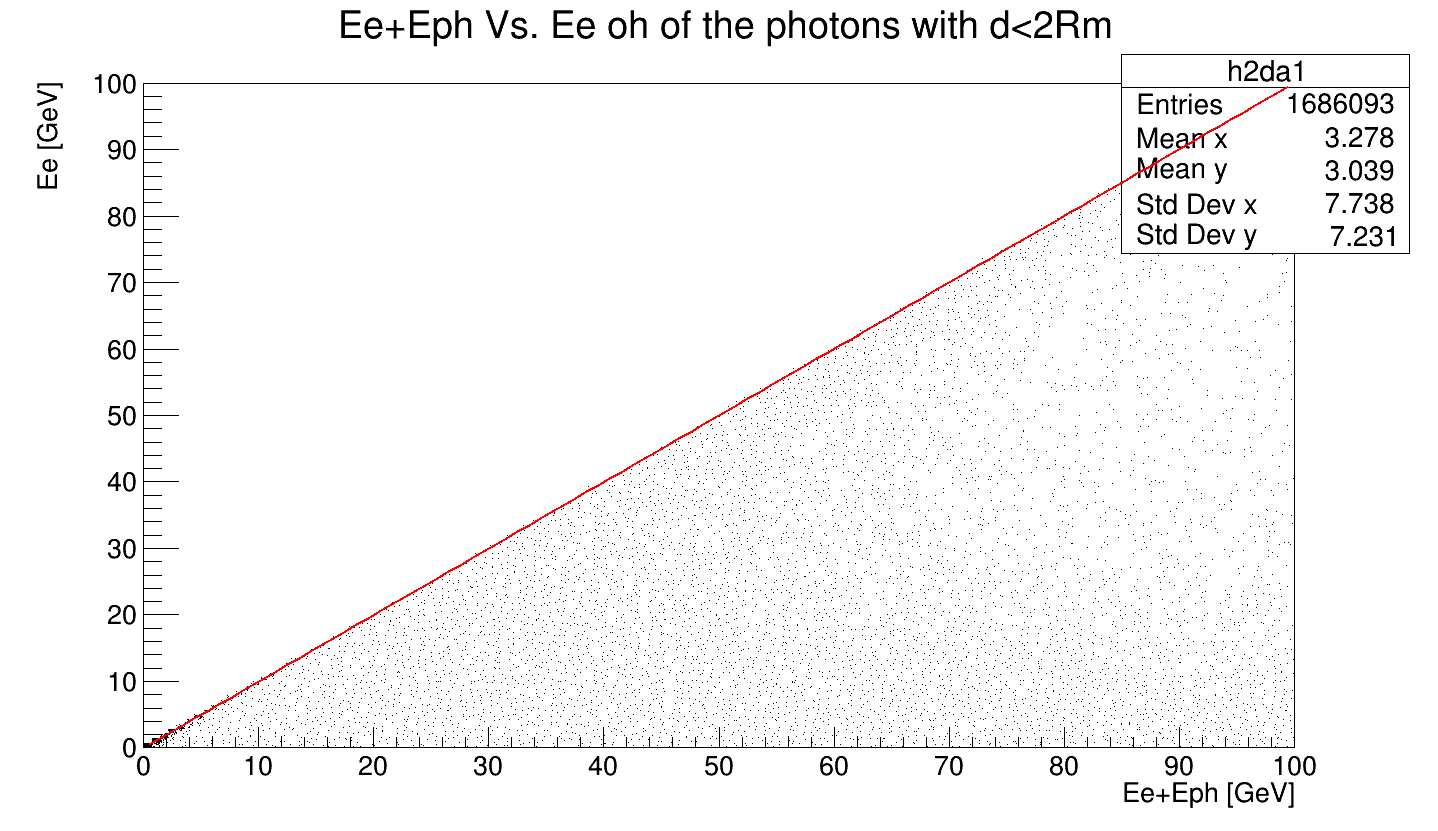 Ee+Eph Vs. Ee oh of the photons with d<2Rm
h2da1
Entries 1686093
Mean x 3.278
Mean y 3.039
Std Dev x 7.738
Std Dev y 7.231
Ee [GeV]
100
90
80
70
60
50
40
30
20
10
0
0 10 20 30 40 50 60 70 80 90 100
Ee+Eph [GeV]